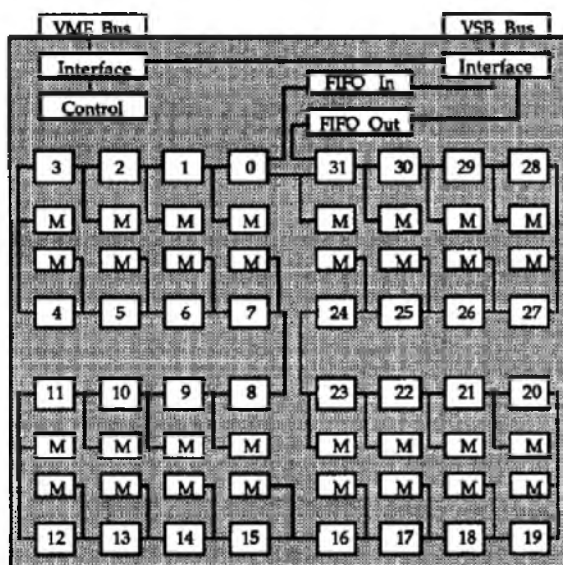 VME Bus VSB Bus
Interface FIFO In Interface
Control FIFO Out
3 2 1 0 31 30 29 28
M M M M M M M M
M M M M M M M M
4 5 6 7 24 25 26 27
11 10 9 8 23 22 21 20
M M M M M M M M
M M M M M M M M
12 13 14 15 16 17 18 19